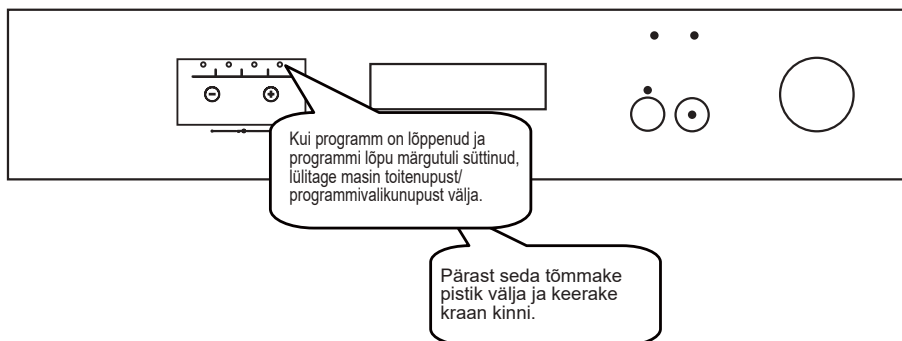 Kui programm on lõppenud ja
programmi lõpu märgutuli süttinud,
lülitage masin toitenupust/
programmivalikunupust välja.
Pärast seda tõmmake
pistik välja ja keerake
kraan kinni.